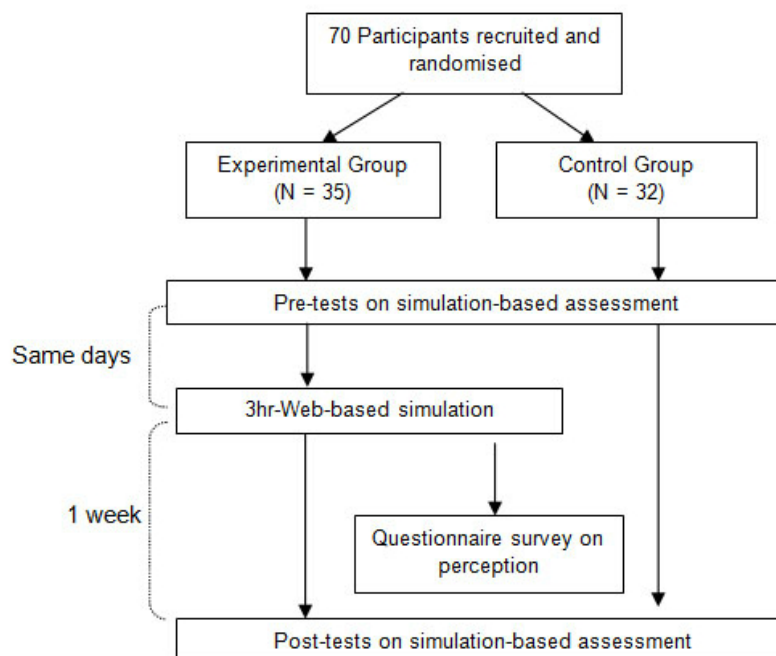 70 Participants recruited and
randomised
Experimental Group
(N = 35)
Control Group
(N = 32)
Pre-tests on simulation-based assessment
Same days
3hr-Web-based simulation
1 week
Questionnaire survey on
perception
Post-tests on simulation-based assessment